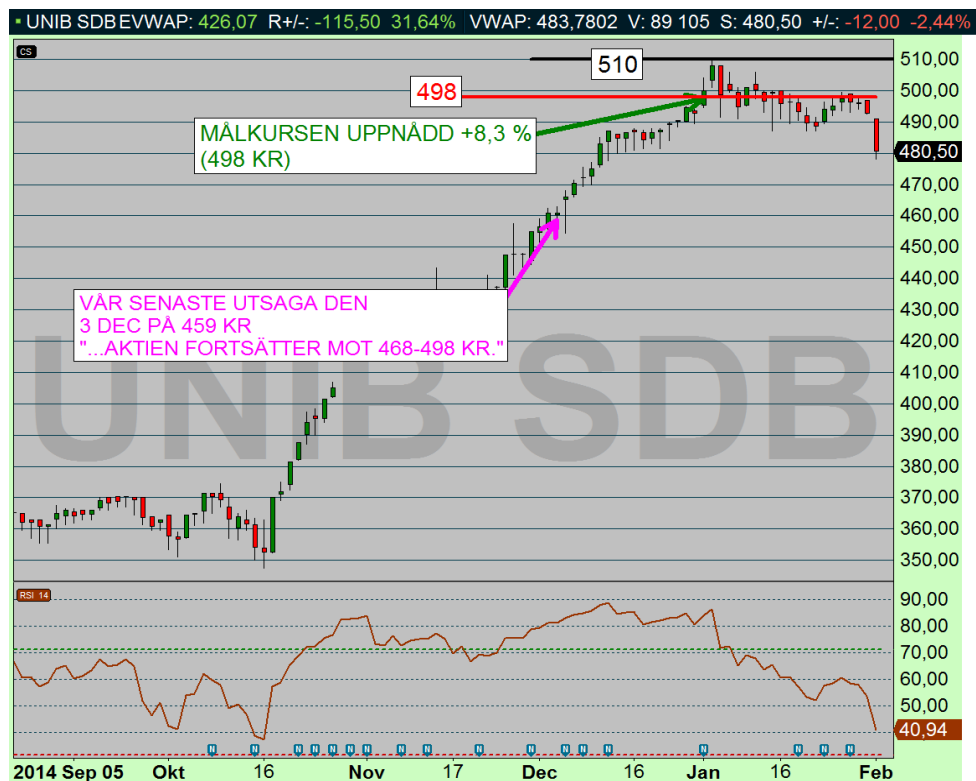 UNIB SDB EVWAP: 426,07 R+/-: -115,50 31,64% VWAP: 483,7802 V: 89 105 S: 480,50 +/-: -12,00 -2,44%
CS
510,00
510
500,00
498
490,00
MÅLKURSEN UPPNÅDD +8,3 %
(498 KR)
480,50
470,00
460,00
450,00
440,00
430,00
VÅR SENASTE UTSAGA DEN
3 DEC PÅ 459 KR
"...AKTIEN FORTSÄTTER MOT 468-498 KR."
420,00
410,00
UNIB SDB
400,00
390,00
380,00
370,00
360,00
350,00
RSI 14
90,00
80,00
70,00
60,00
50,00
40,94
N N N N N N N N N N N N N N N N N N
2014 Sep 05 Okt 16 Nov 17 Dec 16 Jan 16 Feb